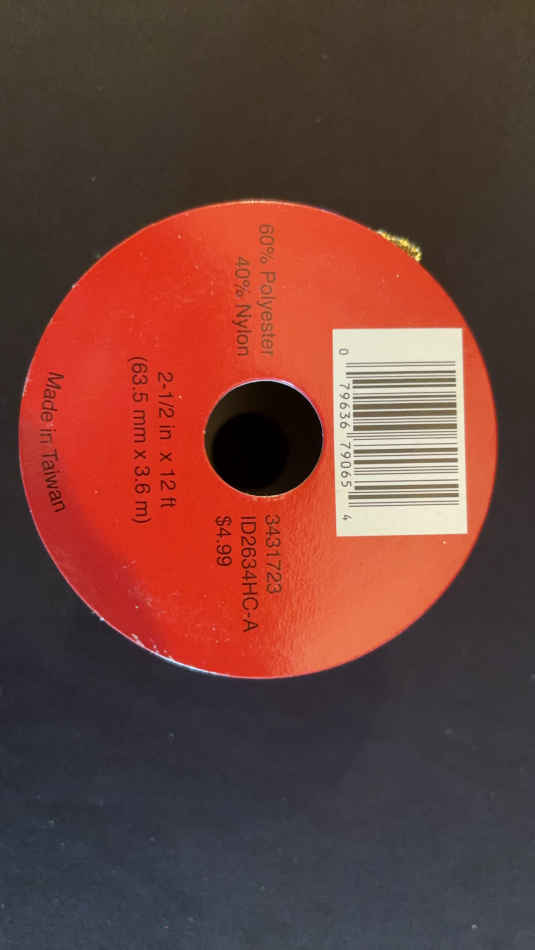 0 79636 79065 4
60% Polyester
40% Nylon
3431723
ID2634HC-A
$4.99
2-1/2 in x 12 ft
(63.5 mm x 3.6 m)
Made in Taiwan